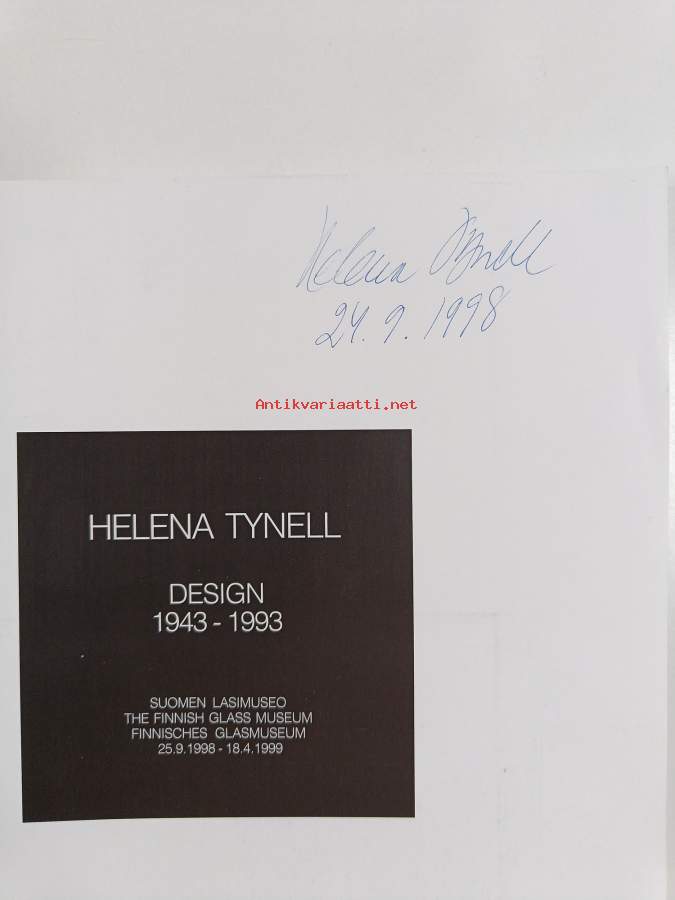 Helena Tynell
24.9.1998
Antikvariaatti.net
HELENA TYNELL
DESIGN
1943 - 1993
SUOMEN LASIMUSEO
THE FINNISH GLASS MUSEUM
FINNISCHES GLASMUSEUM
25.9.1998 - 18.4.1999